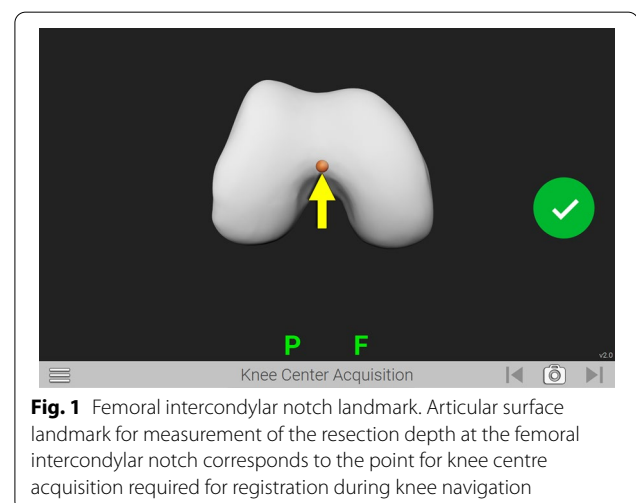 P F
v2.0
Knee Center Acquisition
Fig. 1 Femoral intercondylar notch landmark. Articular surface
landmark for measurement of the resection depth at the femoral
intercondylar notch corresponds to the point for knee centre
acquisition required for registration during knee navigation